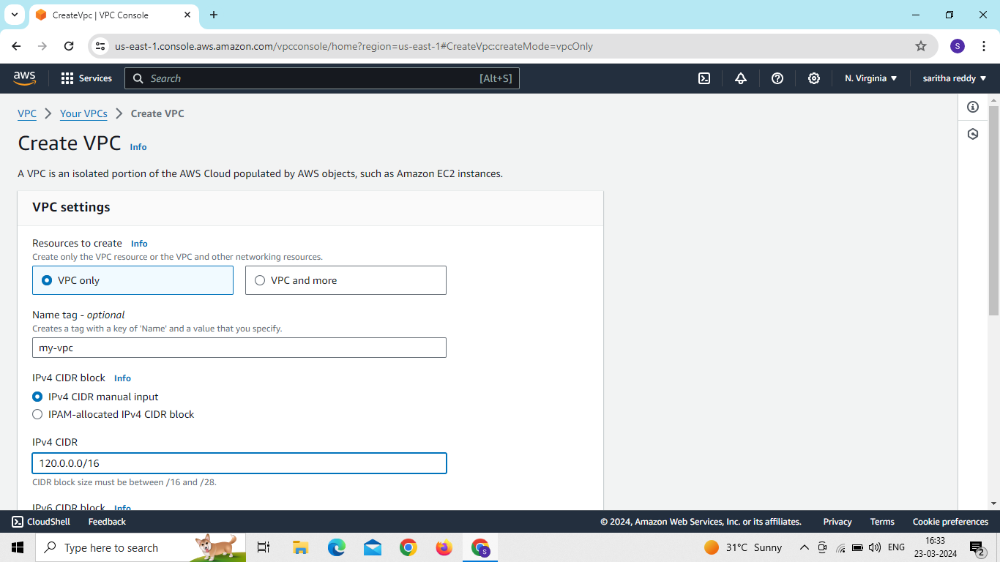 CreateVpc | VPC Console
us-east-1.console.aws.amazon.com/vpcconsole/home?region=us-east-1#CreateVpc:createMode=vpcOnly
S
aws
Services
Search
[Alt+S]
N. Virginia
saritha reddy
VPC
Your VPCs
Create VPC
Create VPC Info
A VPC is an isolated portion of the AWS Cloud populated by AWS objects, such as Amazon EC2 instances.
VPC settings
Resources to create Info
Create only the VPC resource or the VPC and other networking resources.
VPC only
VPC and more
Name tag - optional
Creates a tag with a key of 'Name' and a value that you specify.
my-vpc
IPv4 CIDR block Info
IPv4 CIDR manual input
IPAM-allocated IPv4 CIDR block
IPv4 CIDR
120.0.0.0/16
CIDR block size must be between /16 and /28.
IPv6 CIDR block Info
CloudShell
Feedback
© 2024, Amazon Web Services, Inc. or its affiliates.
Privacy
Terms
Cookie preferences
Type here to search
S
31°C Sunny
ENG
16:33
23-03-2024
2